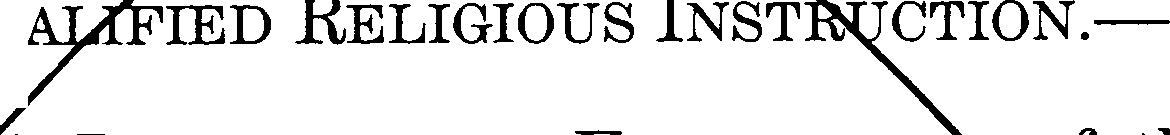 ALIFIED RELIGIOUS INSTRUCTION.—